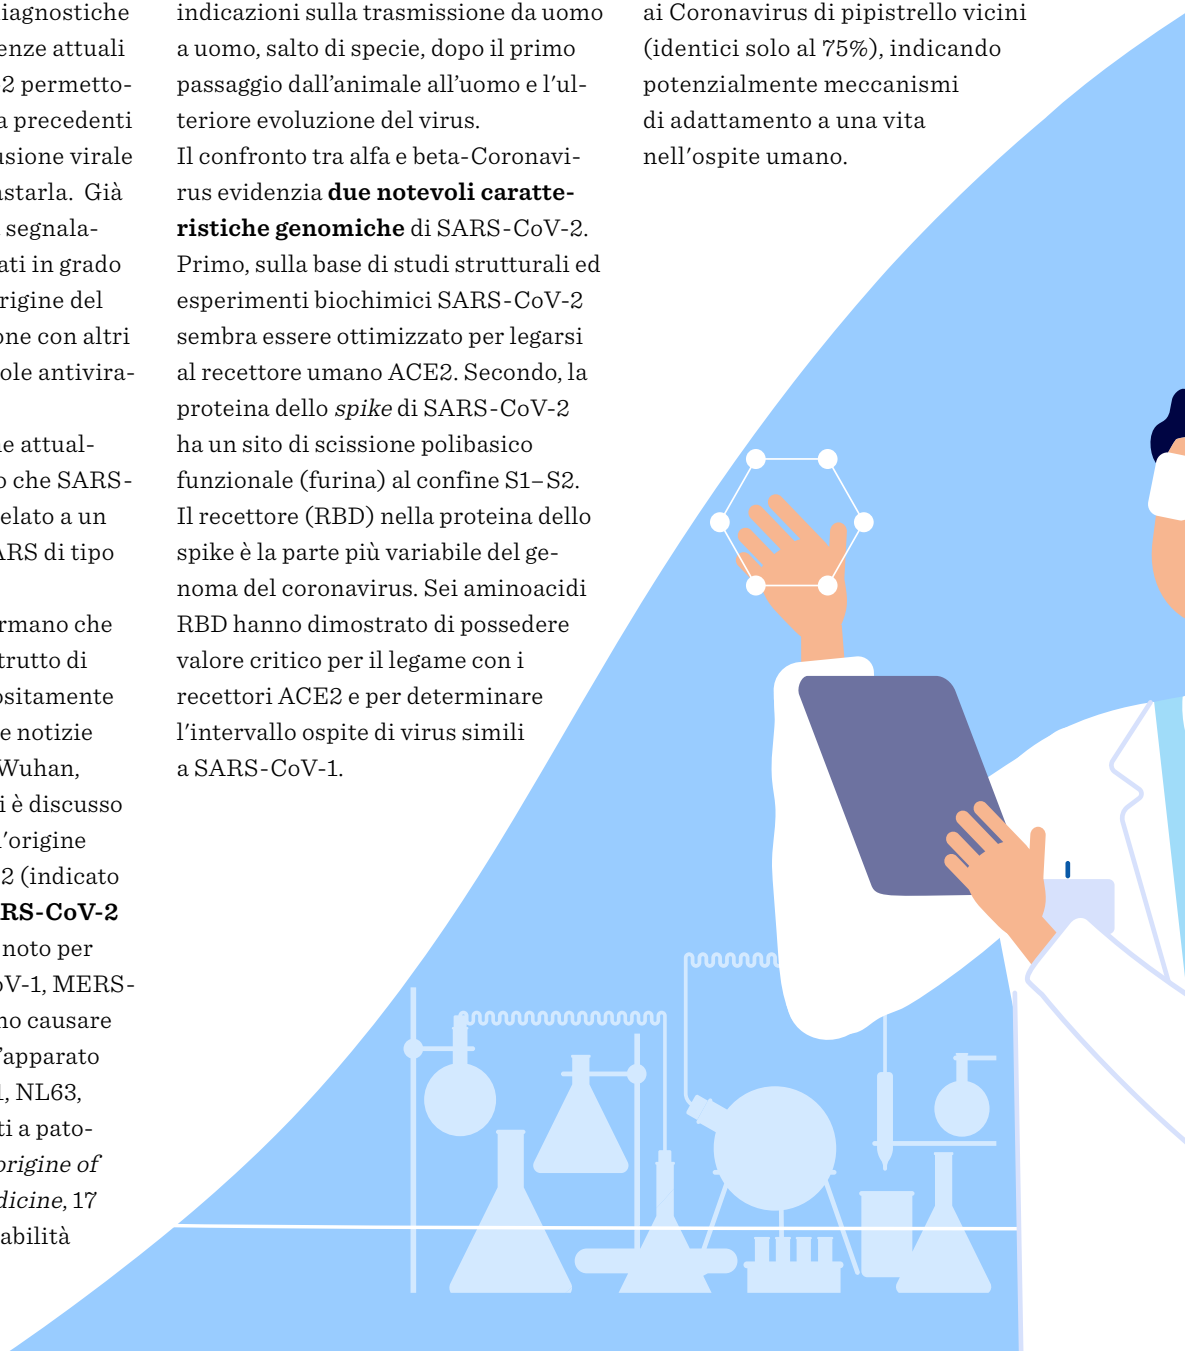 iagnostiche
enze attuali
2 permetto-
a precedenti
usione virale
astarla. Già
segnala-
ati in grado
rigine del
one con altri
ole antivira-
e attual-
o che SARS-
elato a un
ARS di tipo
rmano che
trutto di
ositamente
e notizie
Wuhan,
i è discusso
l'origine
2 (indicato
RS-CoV-2
noto per
oV-1, MERS-
no causare
l’apparato
1, NL63,
ti a pato-
origine of
dicine, 17
abilità
indicazioni sulla trasmissione da uomo
a uomo, salto di specie, dopo il primo
passaggio dall’animale all’uomo e l'ul-
teriore evoluzione del virus.
Il confronto tra alfa e beta-Coronavi-
rus evidenzia due notevoli caratte-
ristiche genomiche di SARS-CoV-2.
Primo, sulla base di studi strutturali ed
esperimenti biochimici SARS-CoV-2
sembra essere ottimizzato per legarsi
al recettore umano ACE2. Secondo, la
proteina dello spike di SARS-CoV-2
ha un sito di scissione polibasico
funzionale (furina) al confine S1–S2.
Il recettore (RBD) nella proteina dello
spike è la parte più variabile del ge-
noma del coronavirus. Sei aminoacidi
RBD hanno dimostrato di possedere
valore critico per il legame con i
recettori ACE2 e per determinare
l'intervallo ospite di virus simili
a SARS-CoV-1.
ai Coronavirus di pipistrello vicini
(identici solo al 75%), indicando
potenzialmente meccanismi
di adattamento a una vita
nell'ospite umano.